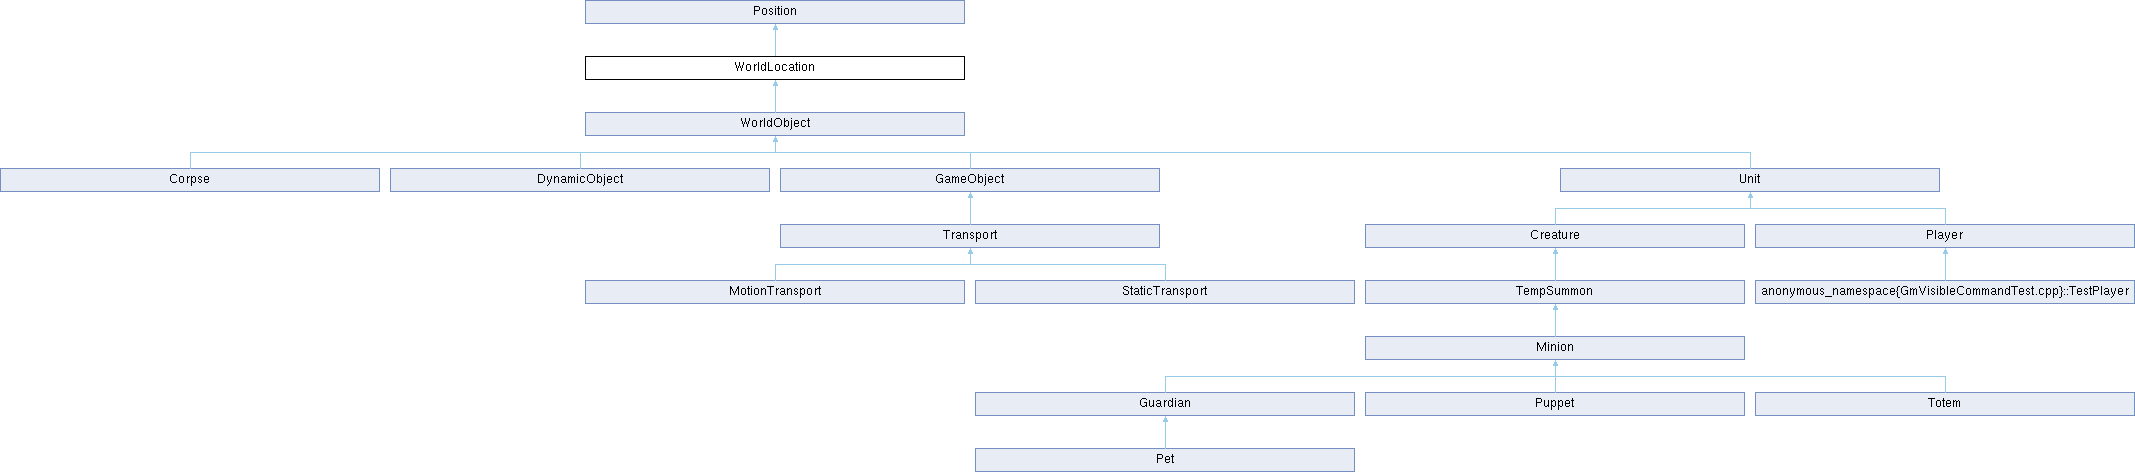 Position
WorldLocation
WorldObject
Corpse
DynamicObject
GameObject
Unit
Transport
Creature
Player
MotionTransport
StaticTransport
TempSummon
anonymous_namespace{GmVisibleCommandTest.cpp}::TestPlayer
Minion
Guardian
Puppet
Totem
Pet